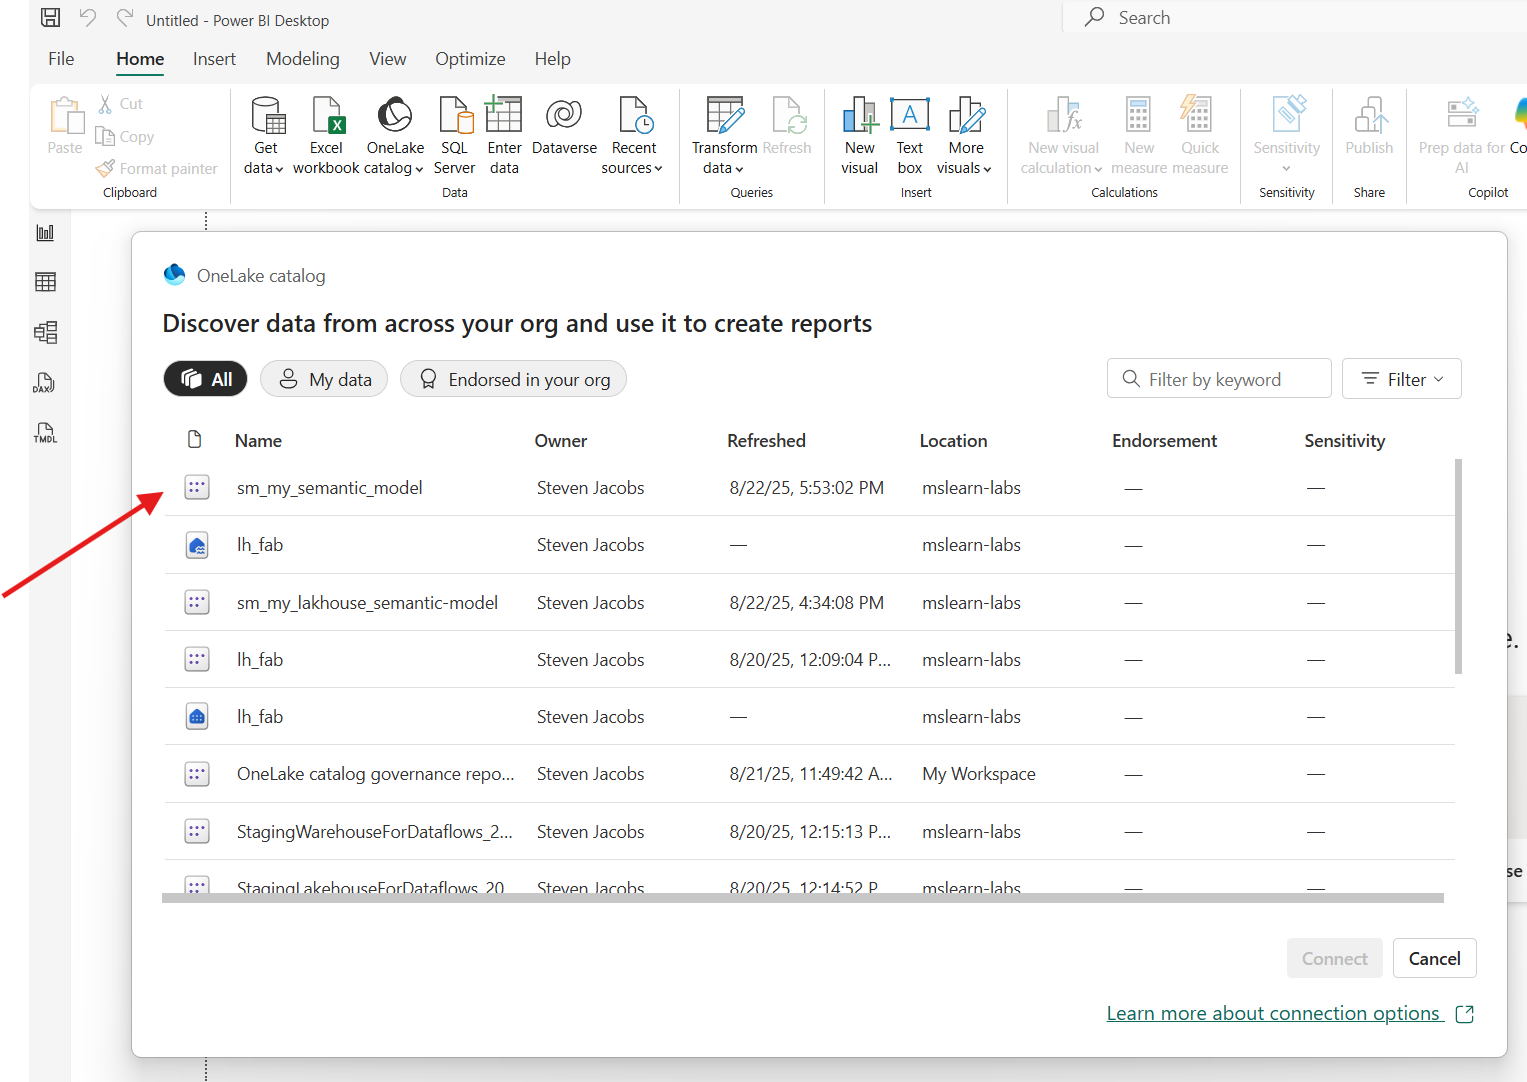 Untitled - Power BI Desktop
Search
File Home Insert Modeling View Optimize Help
Paste
Cut
Copy
Format painter
Clipboard
Get data
Excel workbook
OneLake catalog
SQL Server
Enter data
Dataverse
Recent sources
Data
Transform data
Refresh
Queries
New visual
Text box
A
More visuals
Insert
New visual calculation
New measure
Quick measure
Calculations
Sensitivity
Sensitivity
Publish
Share
Prep data for AI
Co
Copilot
DAX
TMDL
OneLake catalog
Discover data from across your org and use it to create reports
All My data Endorsed in your org
Filter by keyword
Filter
Name Owner Refreshed Location Endorsement Sensitivity
sm_my_semantic_model Steven Jacobs 8/22/25, 5:53:02 PM mslearn-labs — —
lh_fab Steven Jacobs — mslearn-labs — —
sm_my_lakhouse_semantic-model Steven Jacobs 8/22/25, 4:34:08 PM mslearn-labs — —
lh_fab Steven Jacobs 8/20/25, 12:09:04 P... mslearn-labs — —
lh_fab Steven Jacobs — mslearn-labs — —
OneLake catalog governance repo... Steven Jacobs 8/21/25, 11:49:42 A... My Workspace — —
StagingWarehouseForDataflows_2... Steven Jacobs 8/20/25, 12:15:13 P... mslearn-labs — —
StagingLakehouseForDataflows_20 Steven Jacobs 8/20/25, 12:14:52 P mslearn-labs — —
e.
se
Connect
Cancel
Learn more about connection options